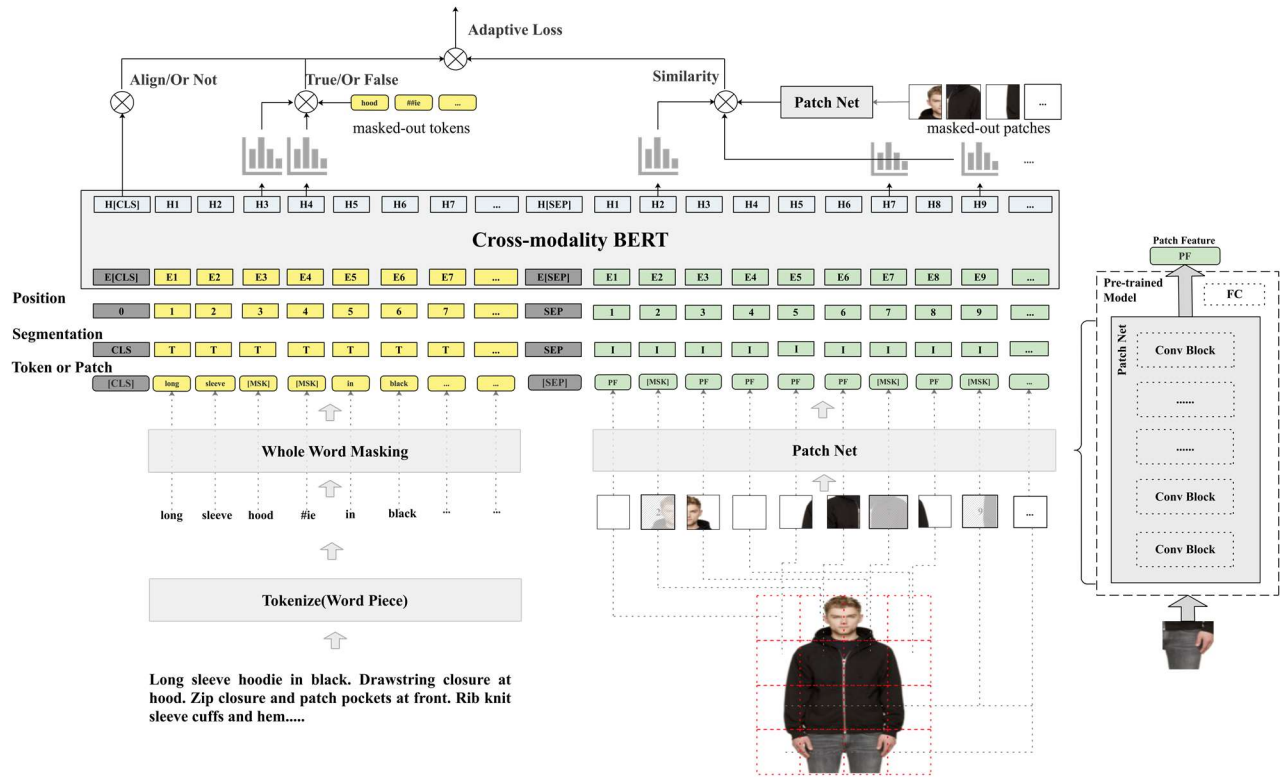 Adaptive Loss
Align/Or Not
True/Or False
Similarity
hood ##ie ...
masked-out tokens
Patch Net
...
masked-out patches
....
H[CLS] H1 H2 H3 H4 H5 H6 H7 ... H[SEP] H1 H2 H3 H4 H5 H6 H7 H8 H9 ...
Cross-modality BERT
E[CLS] E1 E2 E3 E4 E5 E6 E7 ... E[SEP] E1 E2 E3 E4 E5 E6 E7 E8 E9 ...
Position
0 1 2 3 4 5 6 7 ... SEP 1 2 3 4 5 6 7 8 9 ...
Segmentation
CLS T T T T T T T ... SEP I I I I I I I I I ...
Token or Patch
[CLS] long sleeve [MSK] [MSK] in black ... ... [SEP] PF [MSK] PF PF PF PF [MSK] PF [MSK] ...
Whole Word Masking
Patch Net
long sleeve hood #ie in black ... ...
9 ...
Tokenize(Word Piece)
Long sleeve hoodie in black. Drawstring closure at
hood. Zip closure and patch pockets at front. Rib knit
sleeve cuffs and hem.....
Patch Feature
PF
Pre-trained
Model
FC
Patch Net
Conv Block
......
......
Conv Block
Conv Block